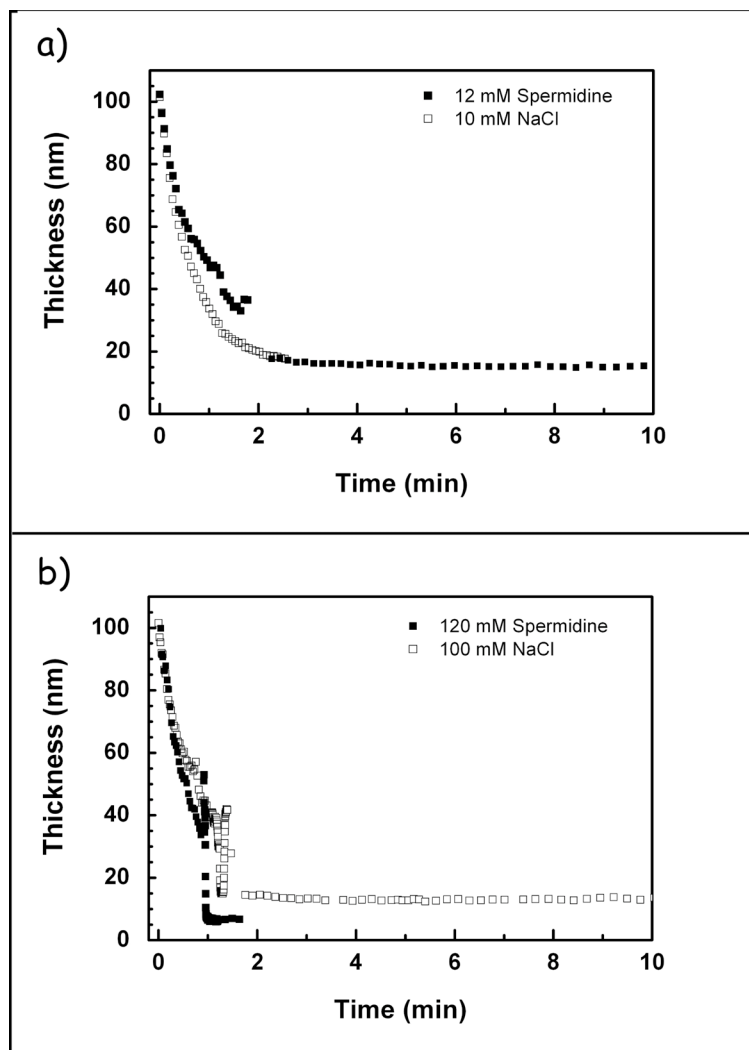 a)
12 mM Spermidine
10 mM NaCl
Thickness (nm)
100
80
60
40
20
0
0 2 4 6 8 10
Time (min)
b)
120 mM Spermidine
100 mM NaCl
Thickness (nm)
100
80
60
40
20
0
0 2 4 6 8 10
Time (min)